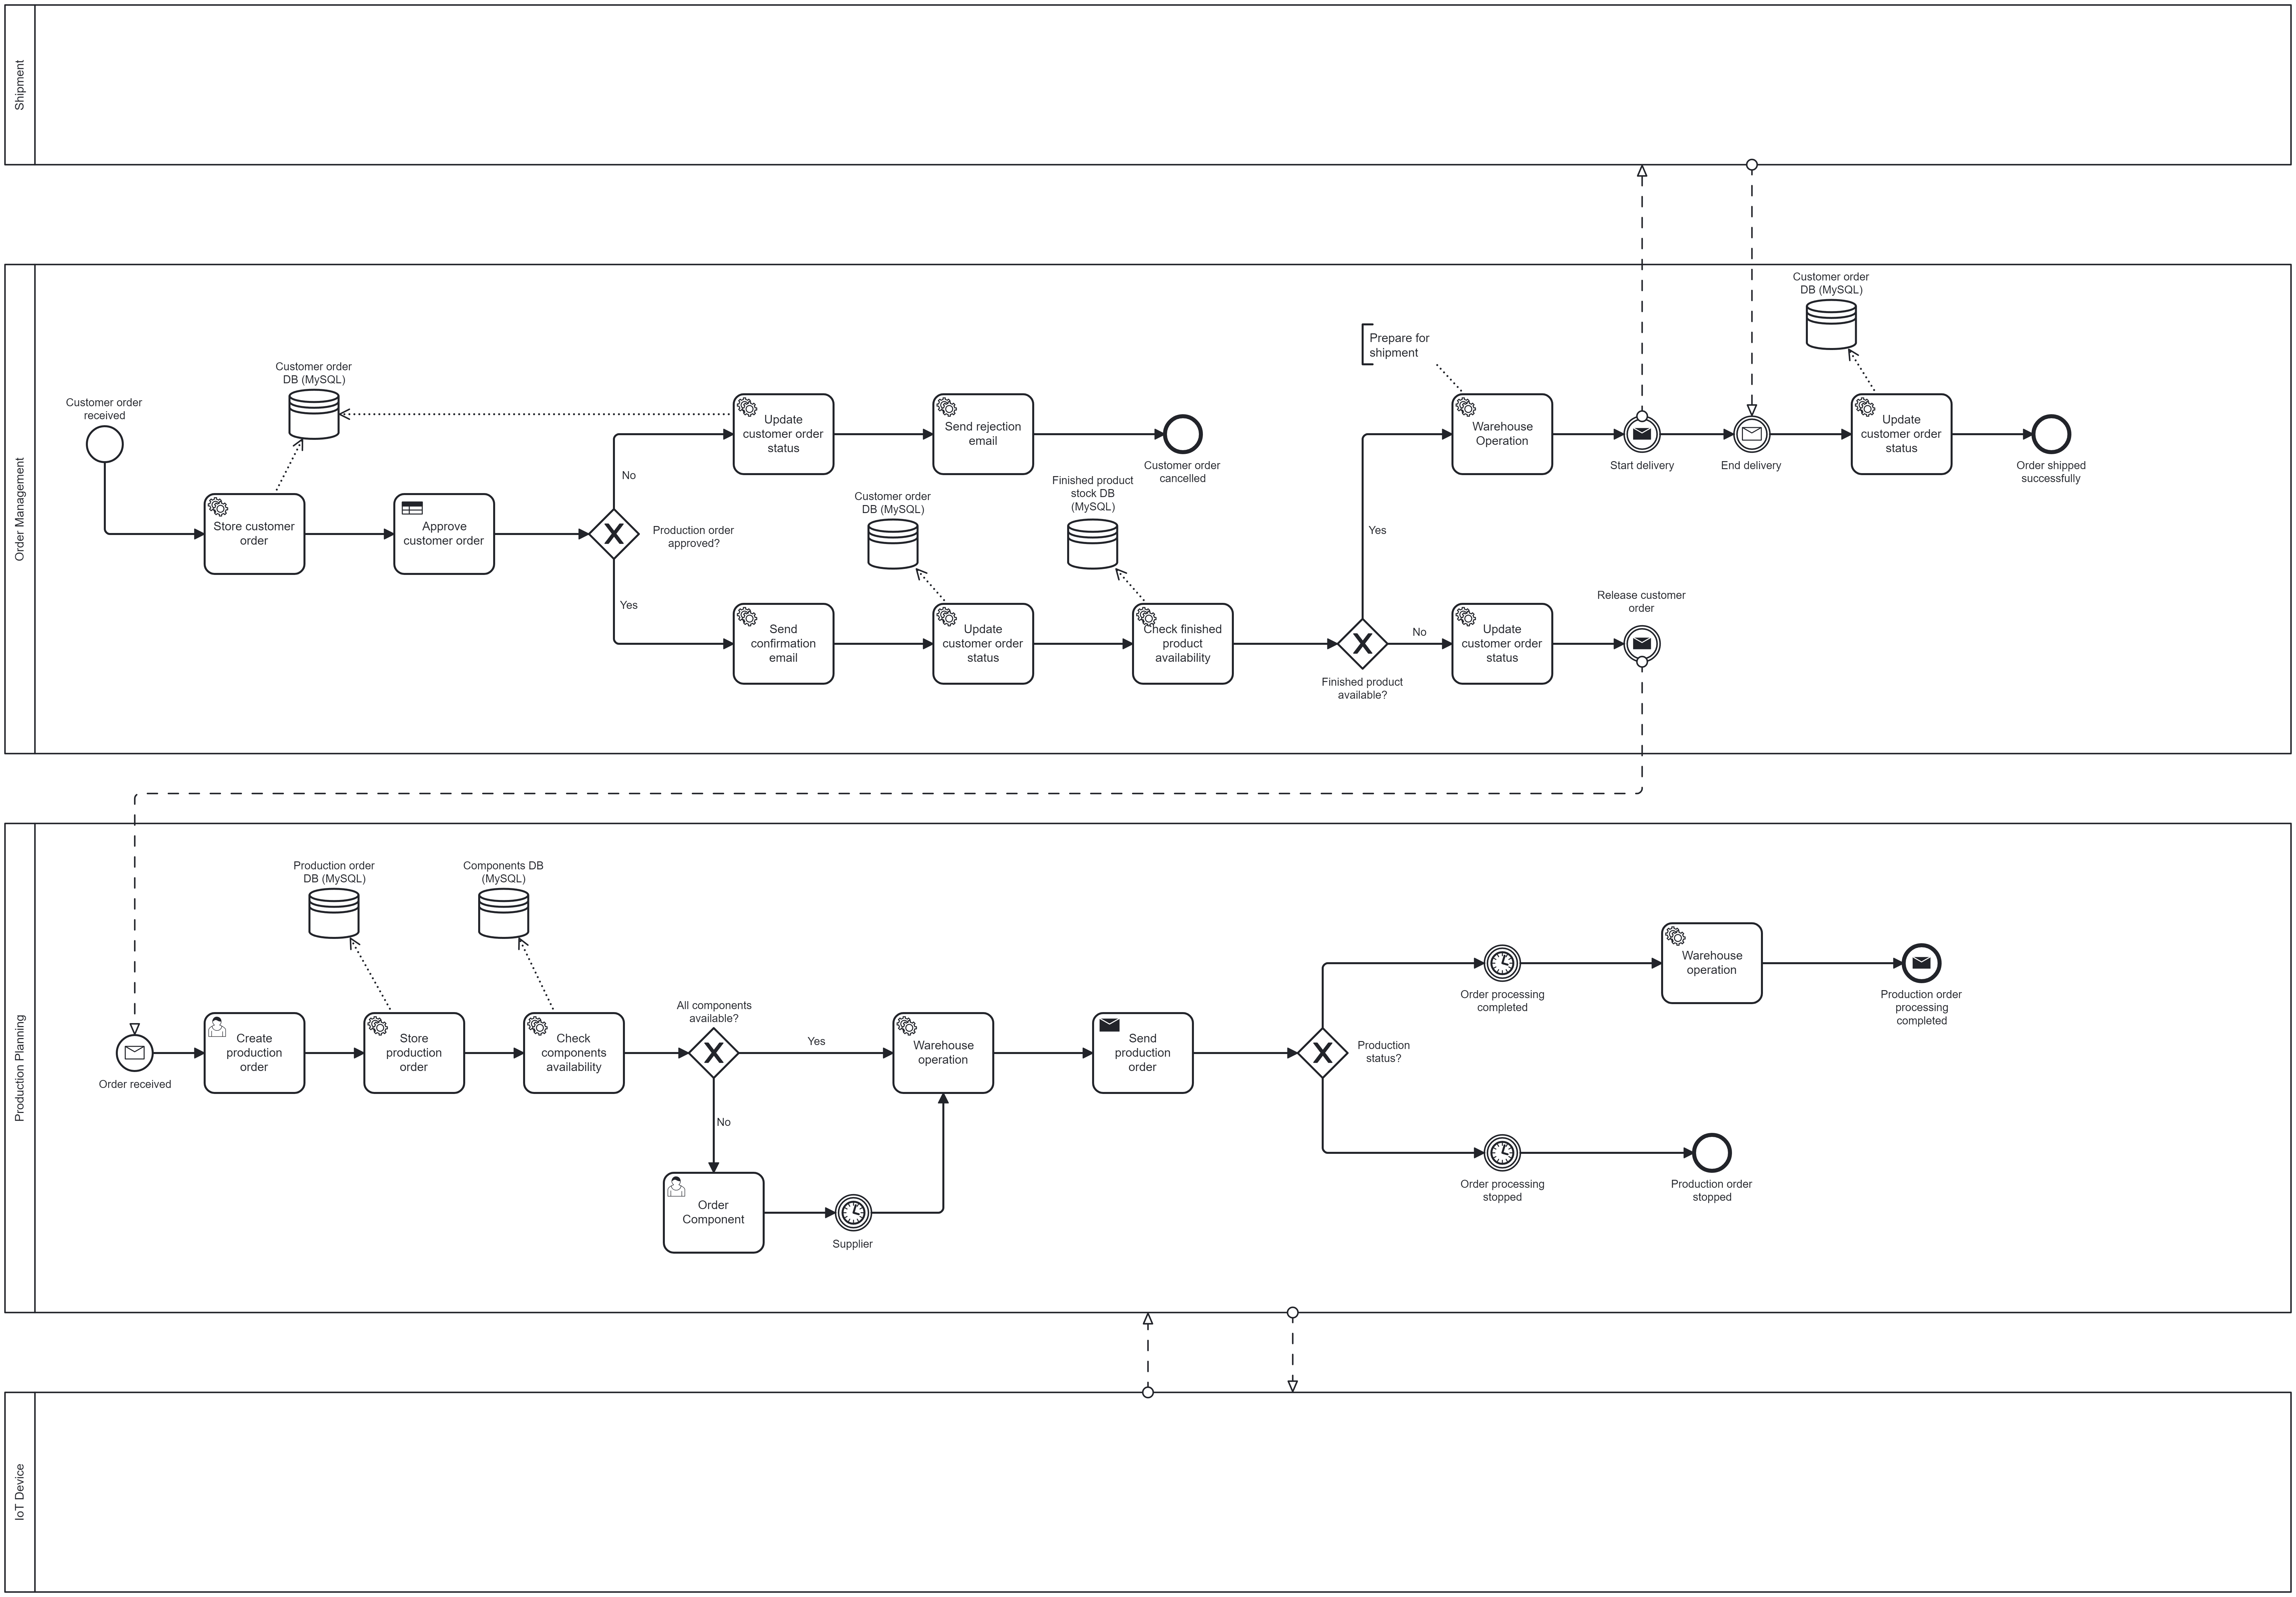 Shipment
Order Management
Customer order
received
Customer order
DB (MySQL)
Store customer
order
Approve
customer order
No
Yes
Production order
approved?
Update
customer order
status
Send rejection
email
Customer order
cancelled
Send
confirmation
email
Customer order
DB (MySQL)
Update
customer order
status
Finished product
stock DB
(MySQL)
Check finished
product
availability
Finished product
available?
Yes
No
Prepare for
shipment
Warehouse
Operation
Start delivery
End delivery
Customer order
DB (MySQL)
Update
customer order
status
Order shipped
successfully
Update
customer order
status
Release customer
order
Production Planning
Order received
Create
production
order
Production order
DB (MySQL)
Store
production
order
Components DB
(MySQL)
Check
components
availability
All components
available?
Yes
No
Order
Component
Supplier
Warehouse
operation
Send
production
order
Production
status?
Order processing
completed
Warehouse
operation
Production order
processing
completed
Order processing
stopped
Production order
stopped
IoT Device